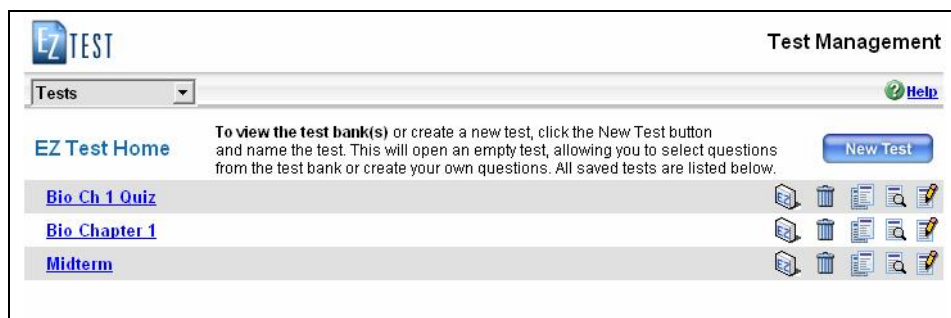 EZ TEST
Test Management
Tests
Help
EZ Test Home
To view the test bank(s) or create a new test, click the New Test button
and name the test. This will open an empty test, allowing you to select questions
from the test bank or create your own questions. All saved tests are listed below.
New Test
Bio Ch 1 Quiz
Bio Chapter 1
Midterm